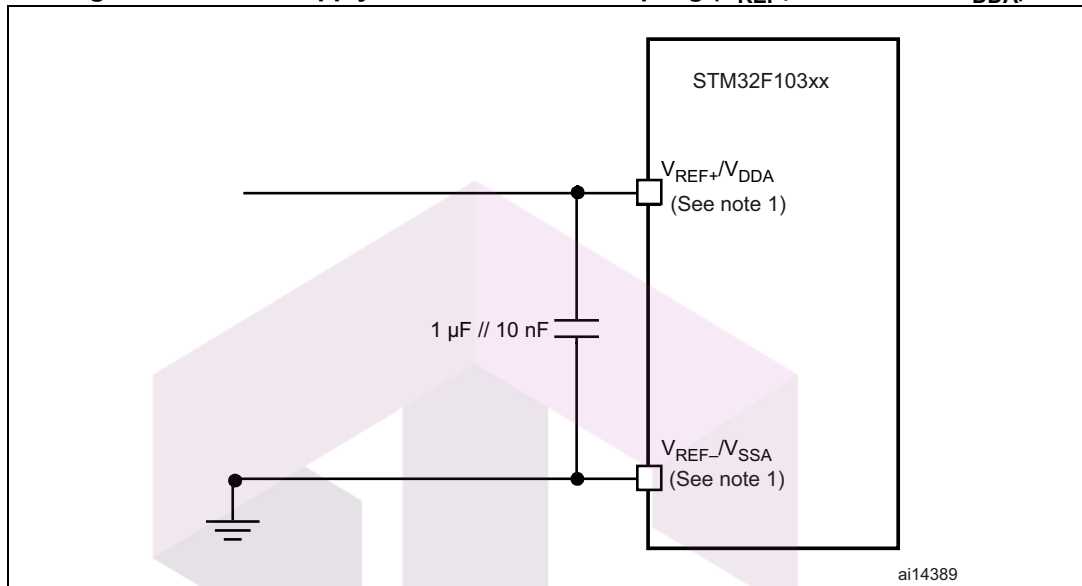 STM32F103xx
V_REF+/V_DDA
(See note 1)
1 µF // 10 nF
V_REF–/V_SSA
(See note 1)
ai14389